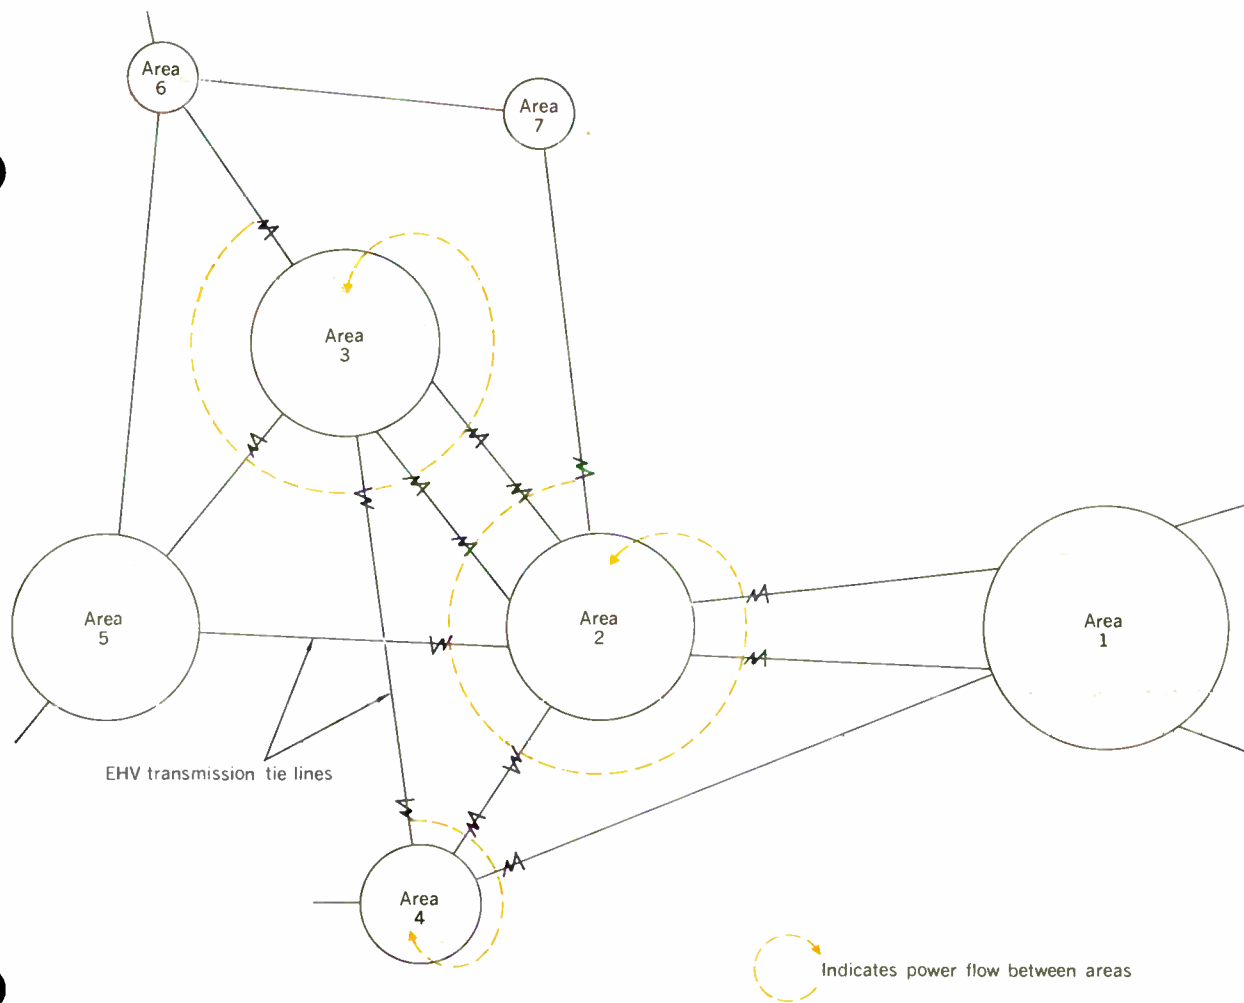 Area
6
Area
7
Area
3
Area
5
Area
2
Area
1
EHV transmission tie lines
Area
4
Indicates power flow between areas